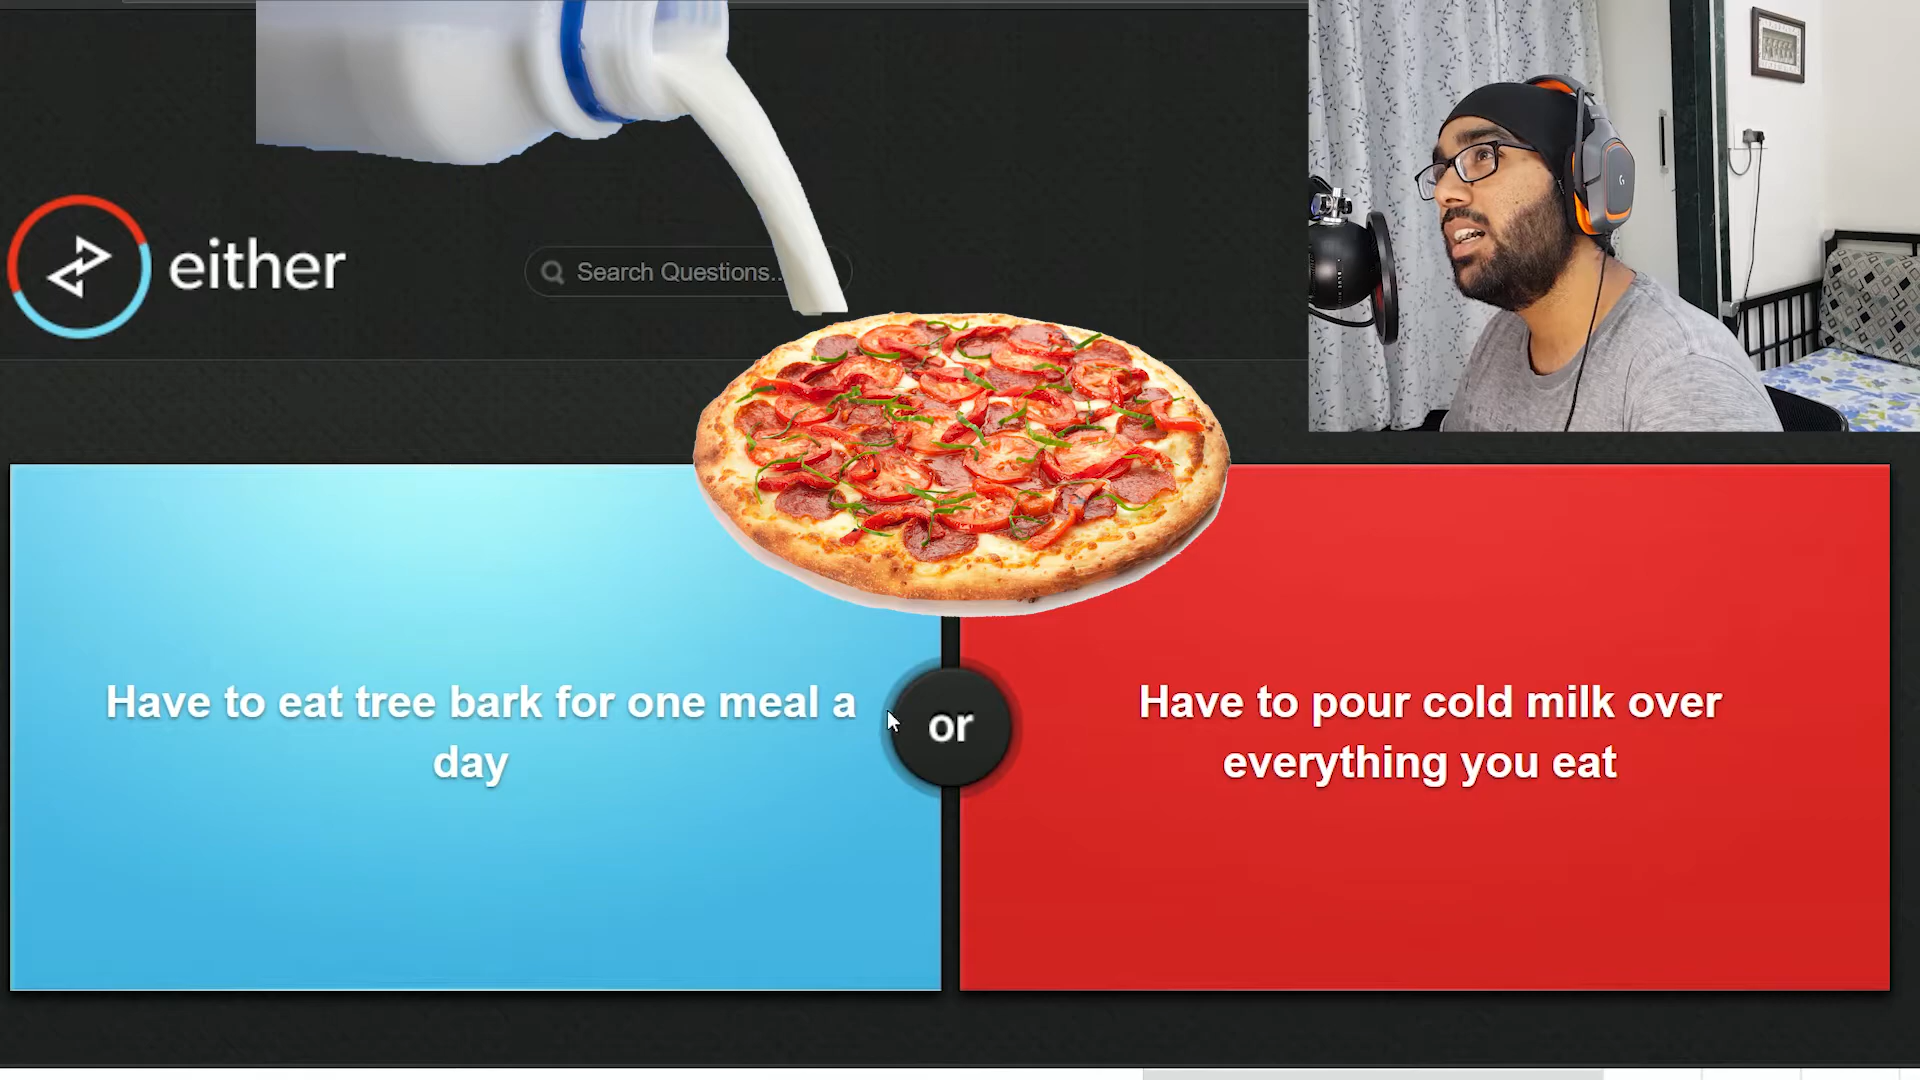 either
Search Questions..
Have to eat tree bark for one meal a
day
or
Have to pour cold milk over
everything you eat